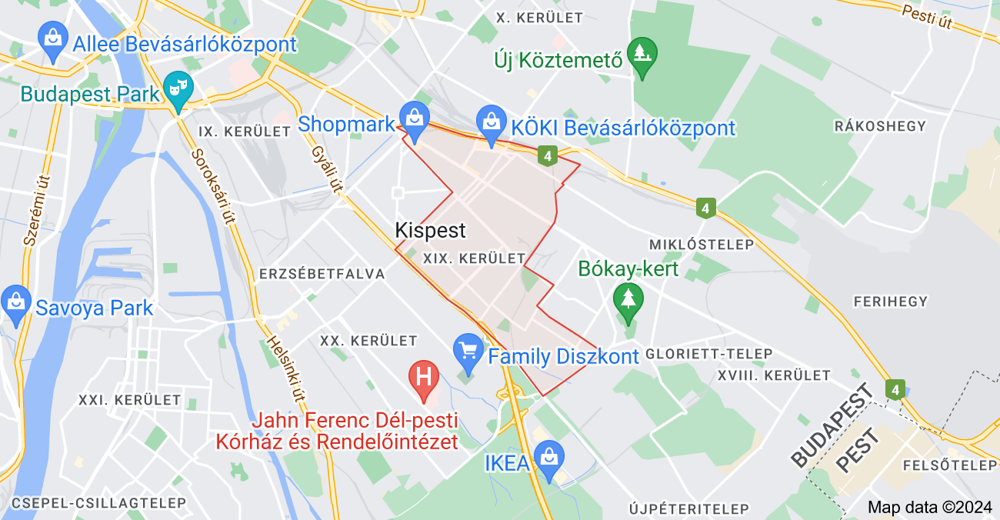 X. KERÜLET
Pesti út
Allee Bevásárlóközpont
Új Köztemető
Budapest Park
Shopmark
KÖKI Bevásárlóközpont
RÁKOSHEGY
IX. KERÜLET
4
Gyáli út
Soroksári út
Szerémi út
4
Kispest
MIKLÓSTELEP
XIX. KERÜLET
ERZSÉBETFALVA
Bókay-kert
FERIHEGY
Savoya Park
XX. KERÜLET
Helsinki út
Family Diszkont
GLORIETT-TELEP
XVIII. KERÜLET
H
4
XXI. KERÜLET
Jahn Ferenc Dél-pesti
Kórház és Rendelőintézet
BUDAPEST
PEST
IKEA
FELSŐTELEP
CSEPEL-CSILLAGTELEP
ÚJPÉTERITELEP
Map data ©2024